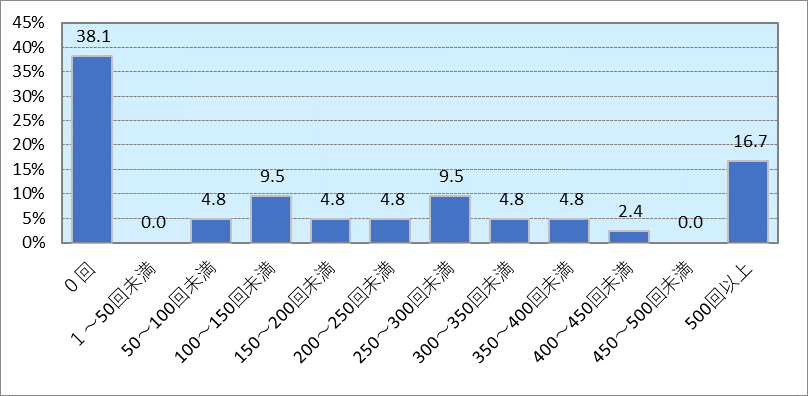 45%
40%
35%
30%
25%
20%
15%
10%
5%
0%
38.1
0.0
4.8
9.5
4.8
4.8
9.5
4.8
4.8
2.4
0.0
16.7
0回
1~50回未満
50~100回未満
100~150回未満
150~200回未満
200~250回未満
250~300回未満
300~350回未満
350~400回未満
400~450回未満
450~500回未満
500回以上